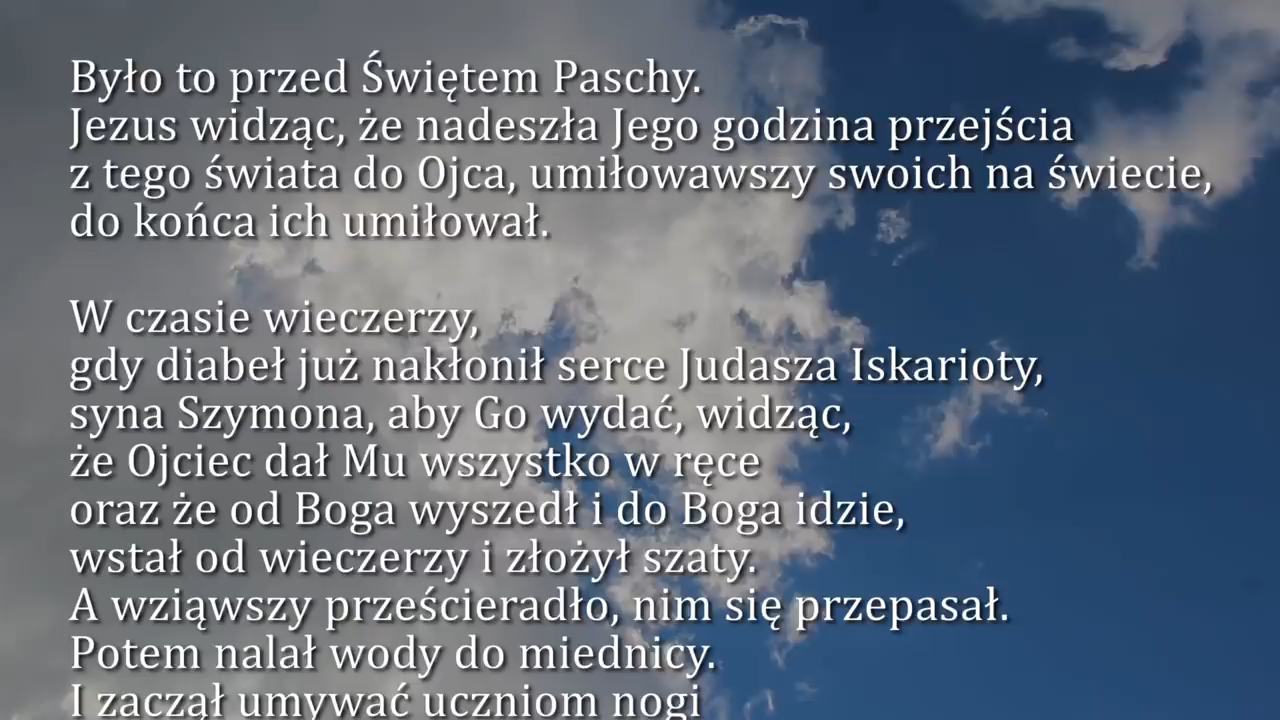 Było to przed Świętem Paschy.
Jezus widząc, że nadeszła Jego godzina przejścia
z tego świata do Ojca, umiłowawszy swoich na świecie,
do końca ich umiłował.
W czasie wieczerzy,
gdy diabeł już nakłonił serce Judasza Iskarioty,
syna Szymona, aby Go wydać, widząc,
że Ojciec dał Mu wszystko w ręce
oraz że od Boga wyszedł i do Boga idzie,
wstał od wieczerzy i złożył szaty.
A wziąwszy prześcieradło, nim się przepasał.
Potem nalał wody do miednicy.
I zaczął umywać uczniom nogi